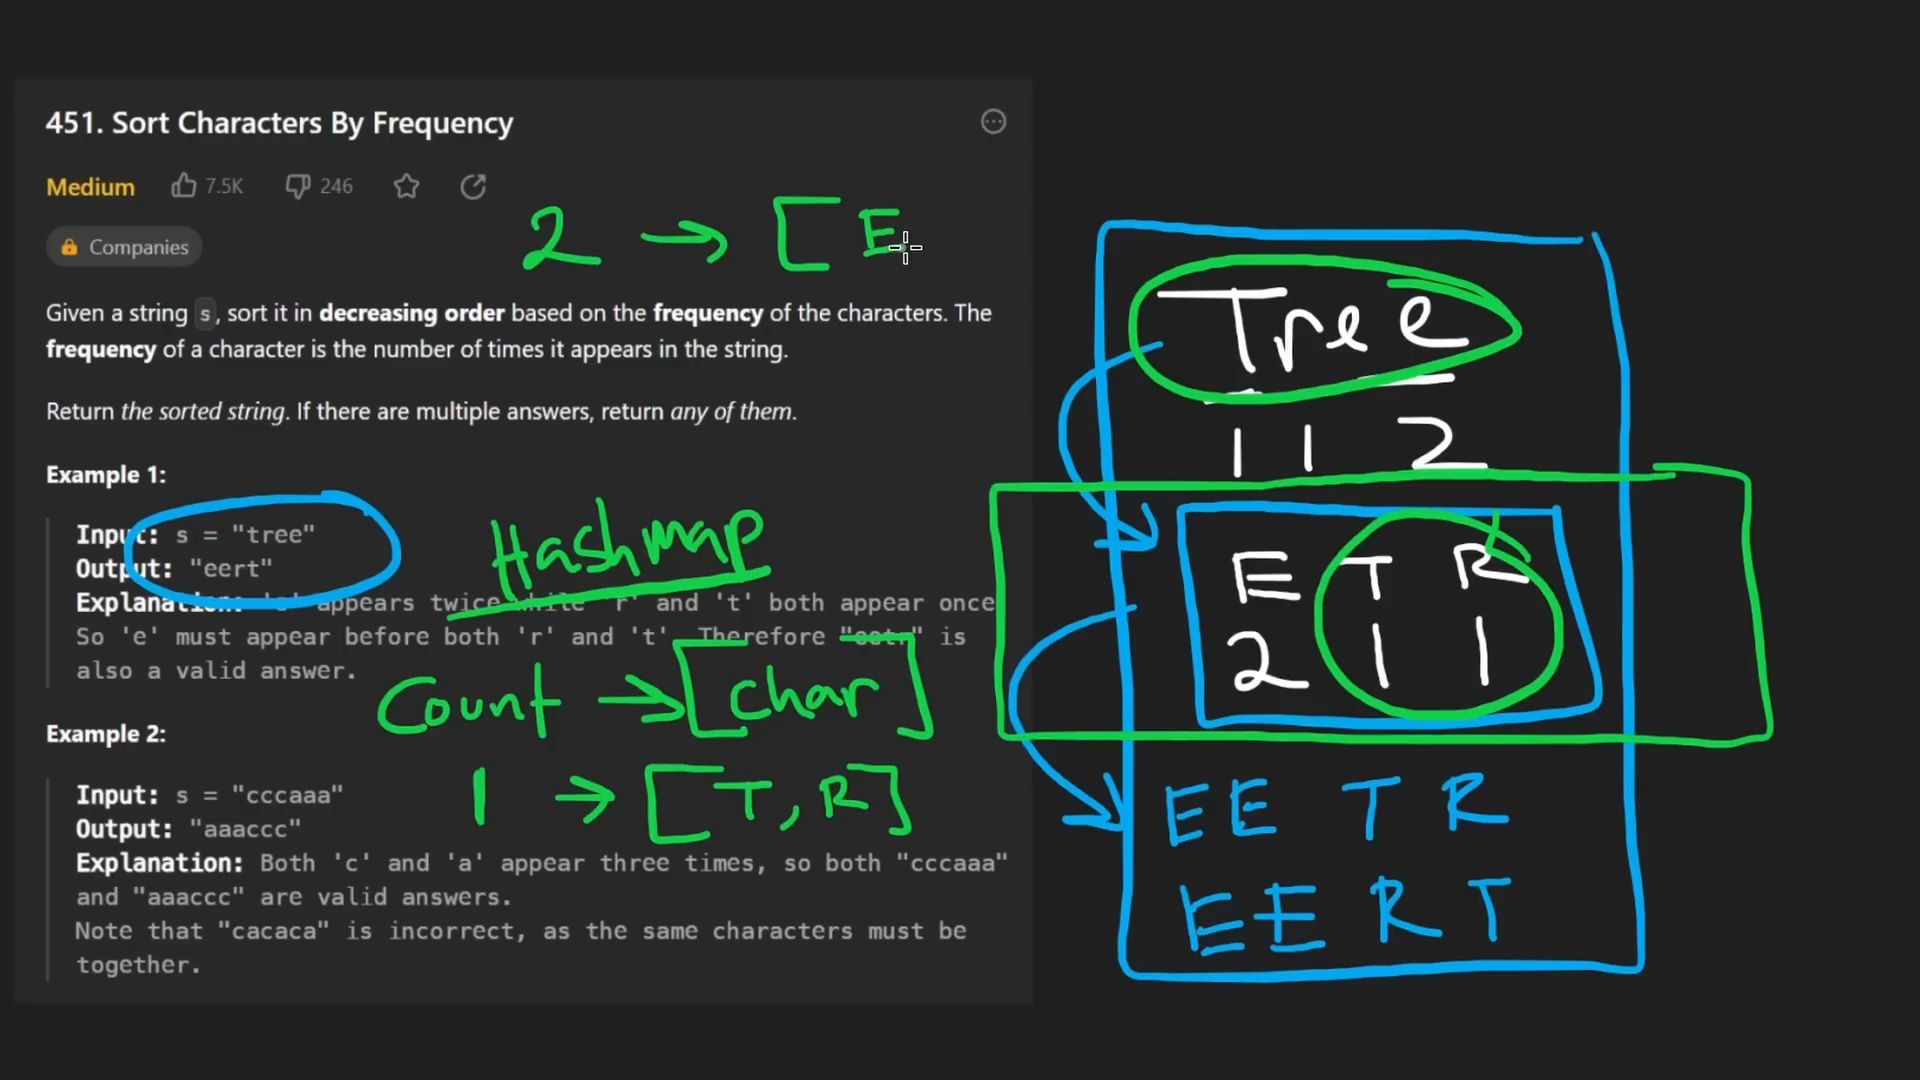 451. Sort Characters By Frequency
Medium 7.5K 246
Companies
2 → [ E
Given a string s, sort it in decreasing order based on the frequency of the characters. The
frequency of a character is the number of times it appears in the string.
Return the sorted string. If there are multiple answers, return any of them.
Example 1:
Input: s = "tree"
Output: "eert"
Explanation: 'e' appears twice while 'r' and 't' both appear once
So 'e' must appear before both 'r' and 't'. Therefore "eetr" is
also a valid answer.
Hashmap
Count → [char]
1 → [T, R]
Example 2:
Input: s = "cccaaa"
Output: "aaaccc"
Explanation: Both 'c' and 'a' appear three times, so both "cccaaa"
and "aaaccc" are valid answers.
Note that "cacaca" is incorrect, as the same characters must be
together.
Tree
1 1 2
E T R
2 1 1
EE T R
EE R T